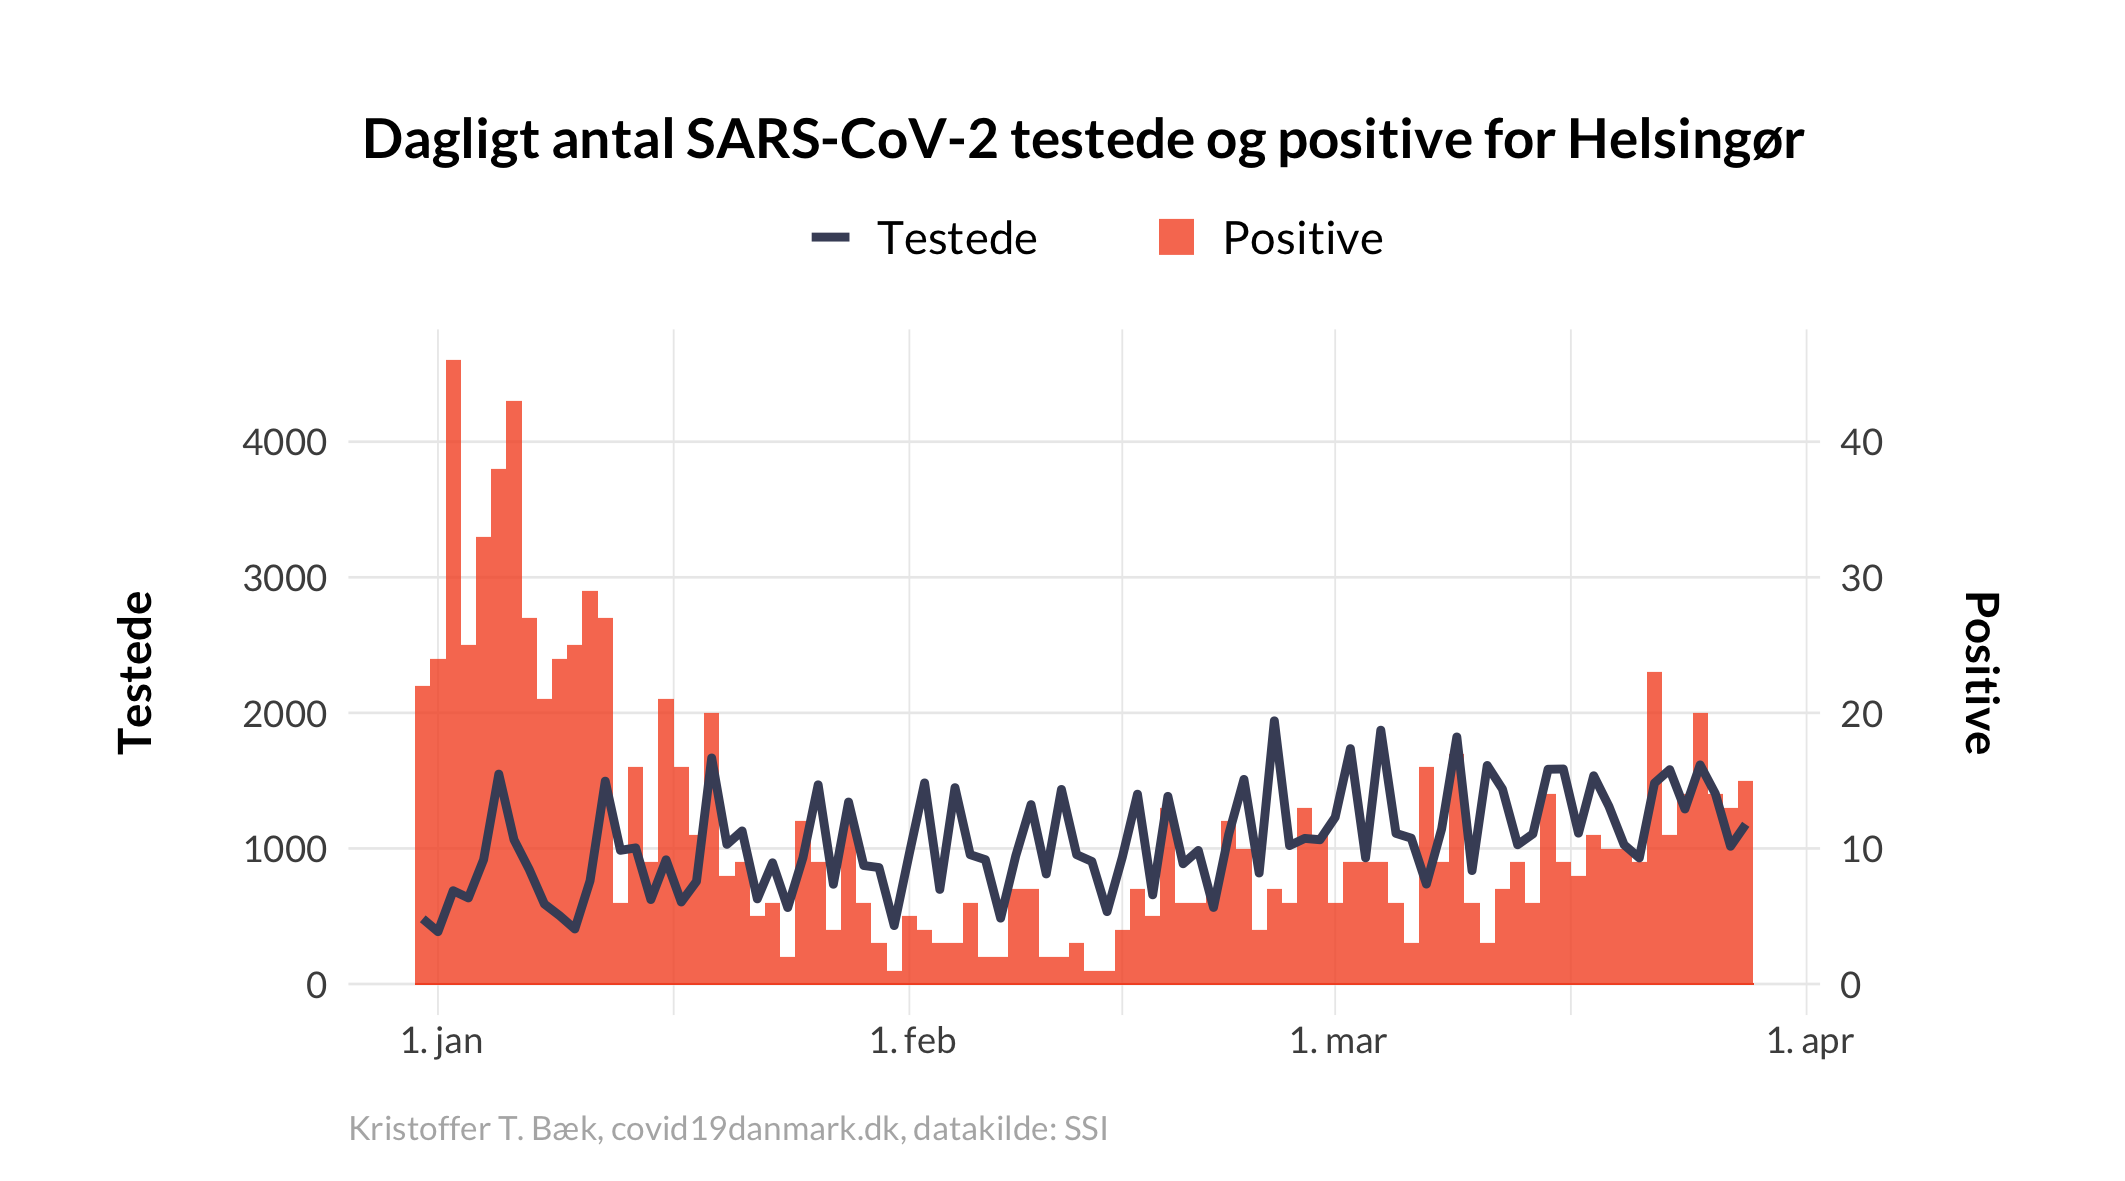 Dagligt antal SARS-CoV-2 testede og positive for Helsingør
Testede Positive
4000 40
3000 30
2000 20
1000 10
0 0
Testede
Positive
1. jan 1. feb 1. mar 1. apr
Kristoffer T. Bæk, covid19danmark.dk, datakilde: SSI